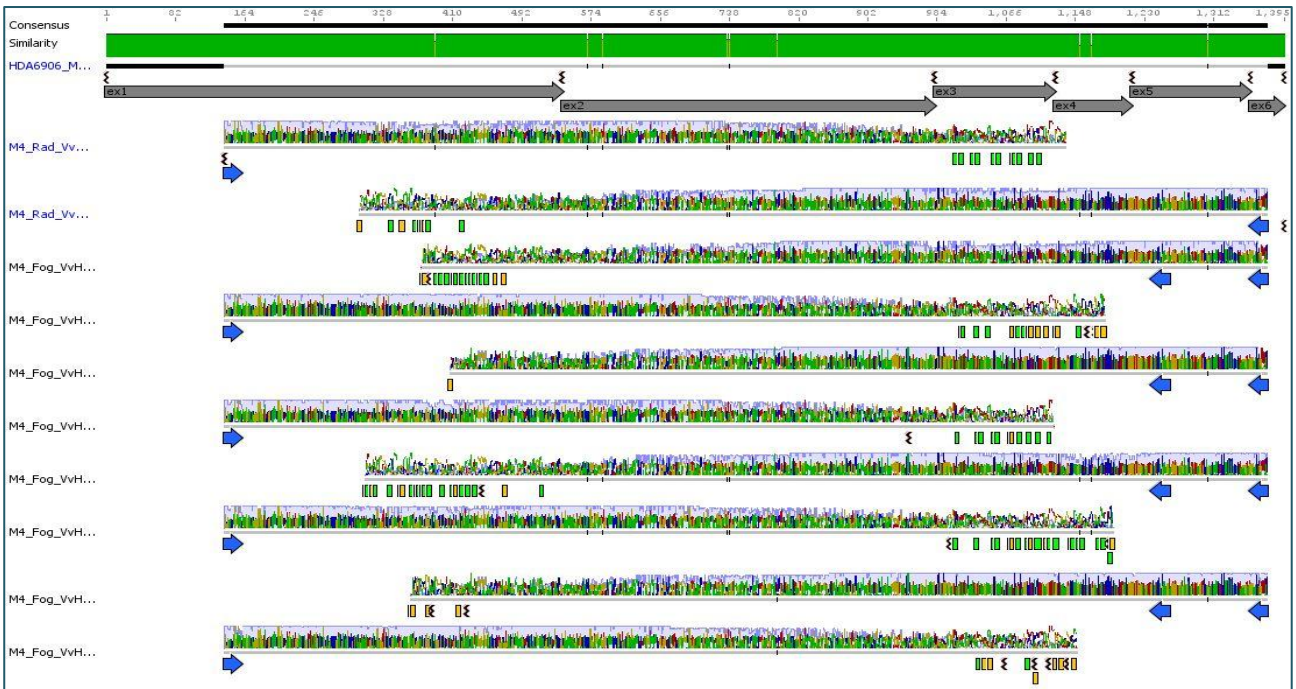 1 82 164 246 328 410 492 574 656 738 820 902 984 1,066 1,148 1,230 1,312 1,395
Consensus
Similarity
HDA6906_M...
ex1 ex2 ex3 ex4 ex5 ex6
M4_Rad_Vv...
M4_Rad_Vv...
M4_Fog_VvH...
M4_Fog_VvH...
M4_Fog_VvH...
M4_Fog_VvH...
M4_Fog_VvH...
M4_Fog_VvH...
M4_Fog_VvH...
M4_Fog_VvH...